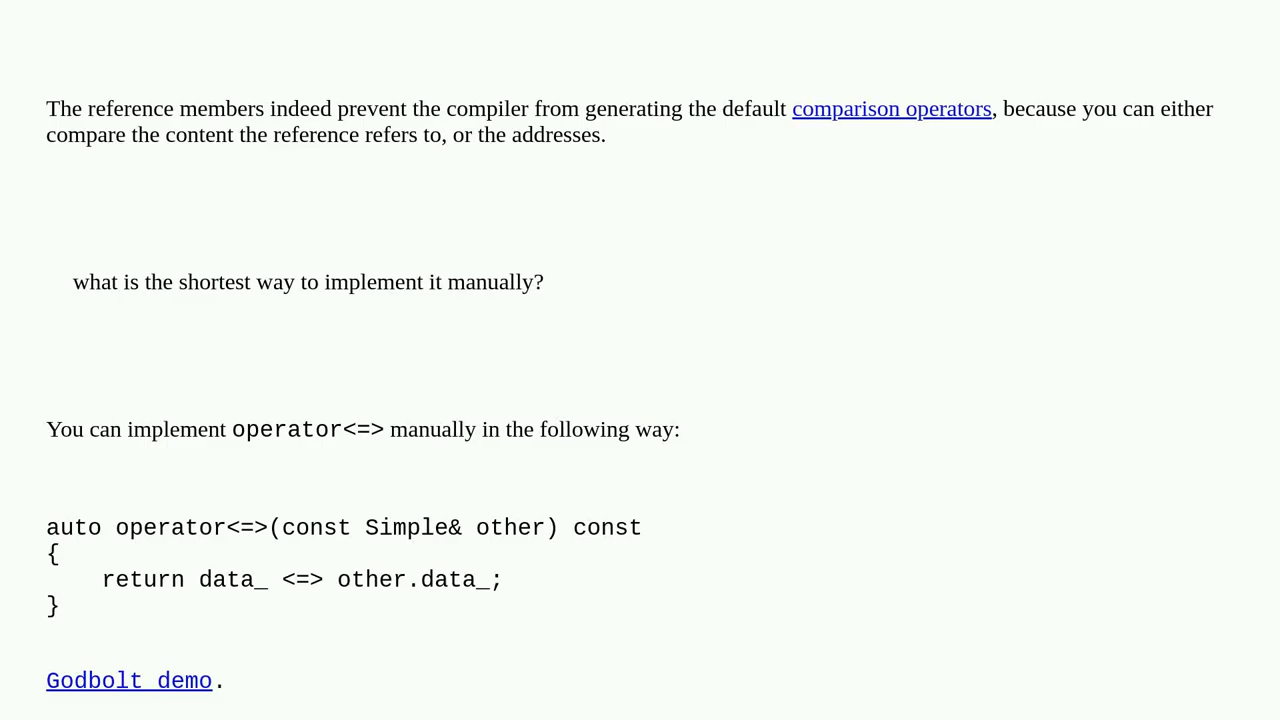 The reference members indeed prevent the compiler from generating the default comparison operators, because you can either
compare the content the reference refers to, or the addresses.
what is the shortest way to implement it manually?
You can implement operator<=> manually in the following way:
auto operator<=>(const Simple& other) const
{
    return data_ <=> other.data_;
}
Godbolt demo.